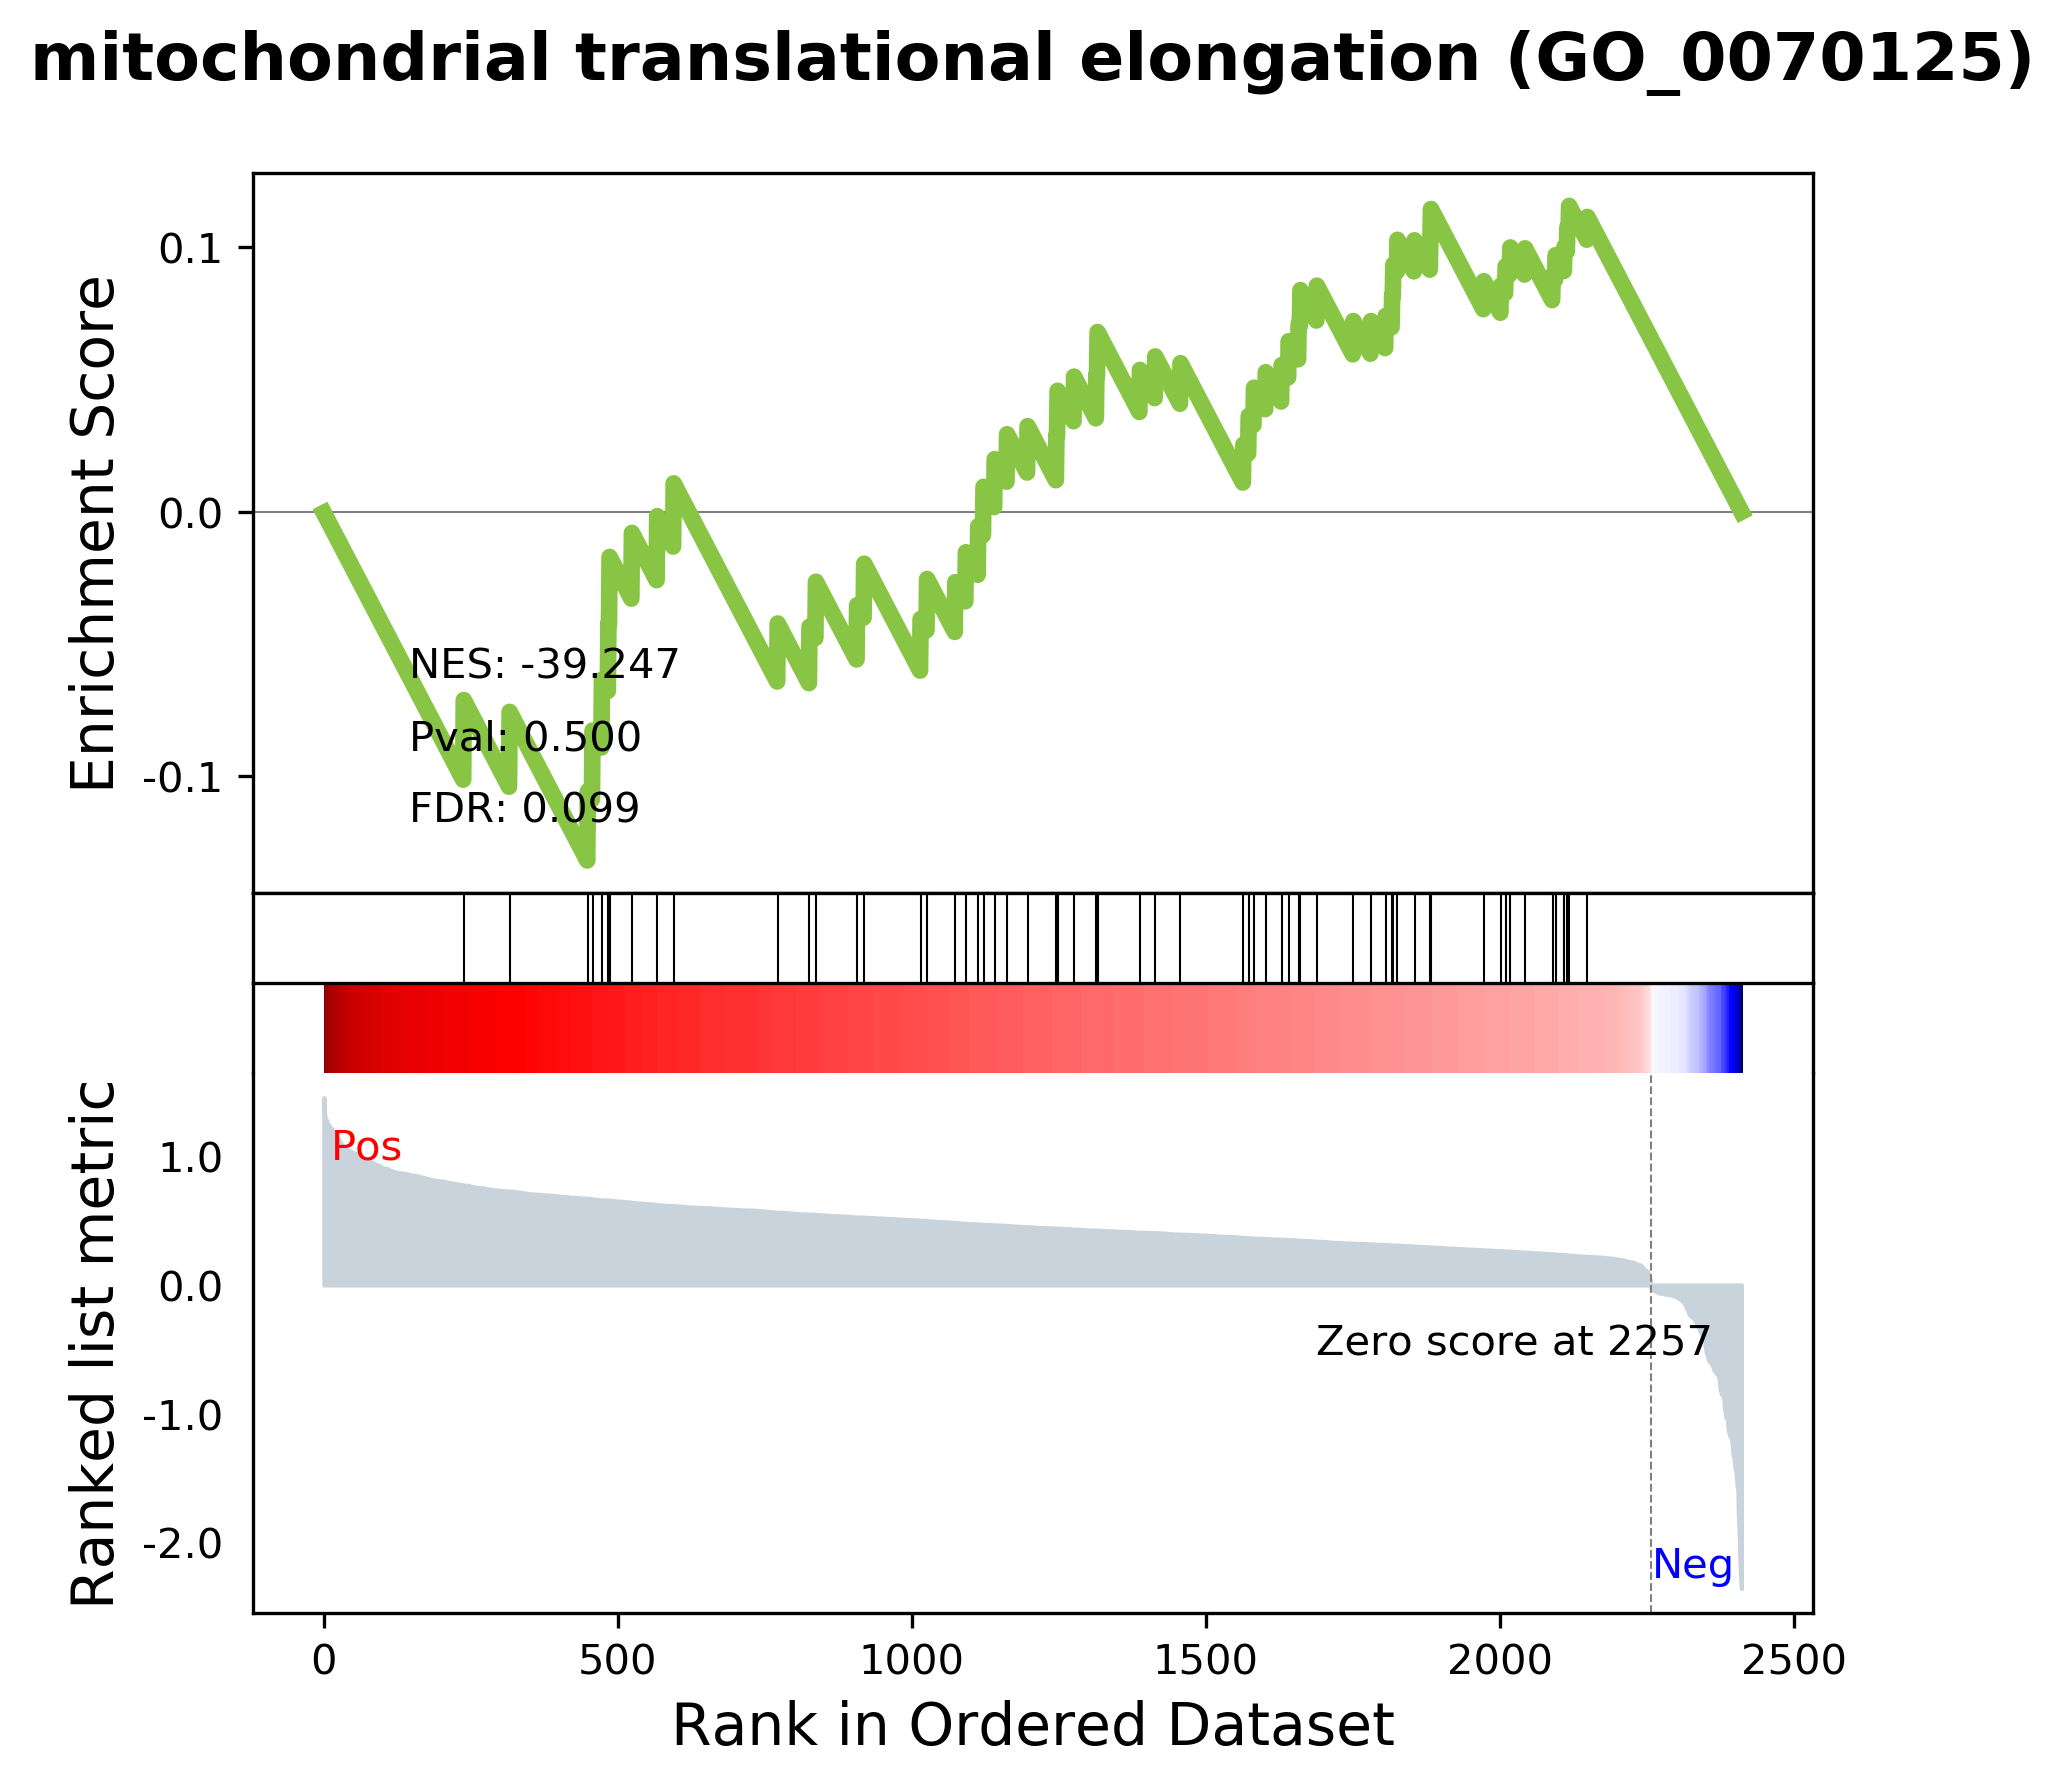 mitochondrial translational elongation (GO_0070125)
Enrichment Score
0.1
0.0
-0.1
NES: -39.247
Pval: 0.500
FDR: 0.099
Ranked list metric
1.0
0.0
-1.0
-2.0
Pos
Zero score at 2257
Neg
0 500 1000 1500 2000 2500
Rank in Ordered Dataset